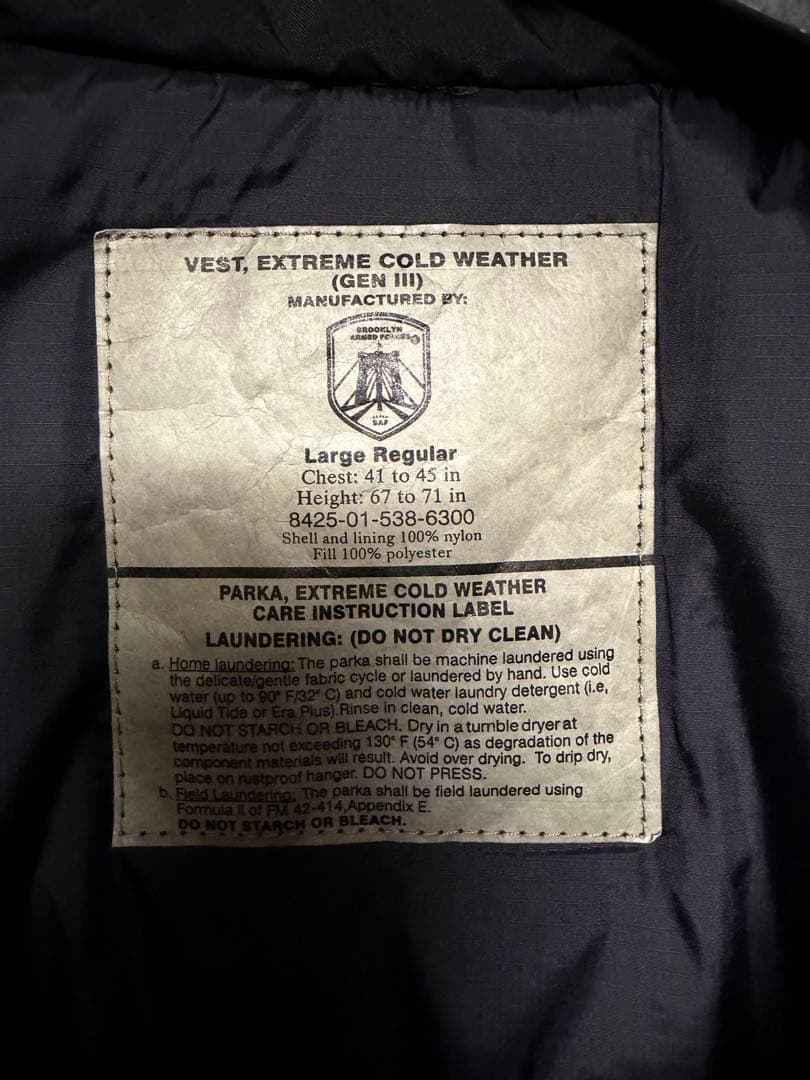 VEST, EXTREME COLD WEATHER
(GEN III)
MANUFACTURED BY:
BROOKLYN
ARMED FORCES
SAF
Large Regular
Chest: 41 to 45 in
Height: 67 to 71 in
8425-01-538-6300
Shell and lining 100% nylon
Fill 100% polyester
PARKA, EXTREME COLD WEATHER
CARE INSTRUCTION LABEL
LAUNDERING: (DO NOT DRY CLEAN)
a. Home laundering: The parka shall be machine laundered using
the delicate/gentle fabric cycle or laundered by hand. Use cold
water (up to 90° F/32° C) and cold water laundry detergent (i.e,
Liquid Tide or Era Plus).Rinse in clean, cold water.
DO NOT STARCH OR BLEACH. Dry in a tumble dryer at
temperature not exceeding 130° F (54° C) as degradation of the
component materials will result. Avoid over drying. To drip dry,
place on rustproof hanger. DO NOT PRESS.
b. Field Laundering: The parka shall be field laundered using
Formula II of FM 42-414,Appendix E.
DO NOT STARCH OR BLEACH.